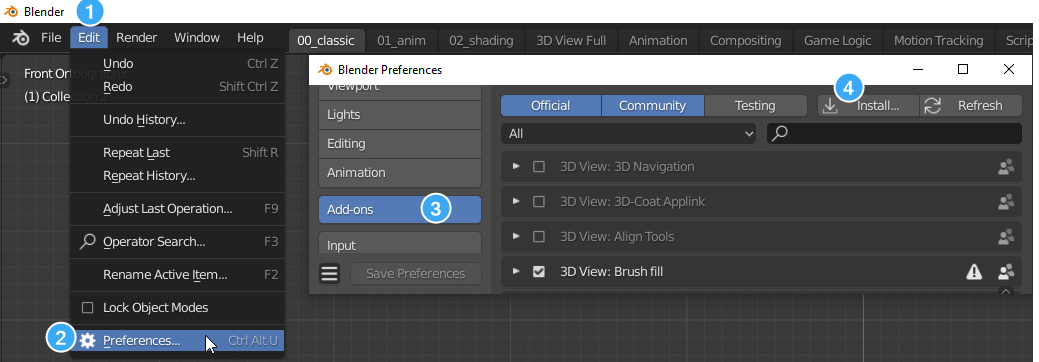 Blender
1
File Edit Render Window Help 00_classic 01_anim 02_shading 3D View Full Animation Compositing Game Logic Motion Tracking Scrip
Front Orthographic
(1) Collection
Undo Ctrl Z
Redo Shift Ctrl Z
Undo History...
Repeat Last Shift R
Repeat History...
Adjust Last Operation... F9
Operator Search... F3
Rename Active Item... F2
Lock Object Modes
2 Preferences... Ctrl Alt U
Blender Preferences
Viewport
Lights
Editing
Animation
Add-ons 3
Input
Save Preferences
4
Official Community Testing Install... Refresh
All
3D View: 3D Navigation
3D View: 3D-Coat Applink
3D View: Align Tools
3D View: Brush fill